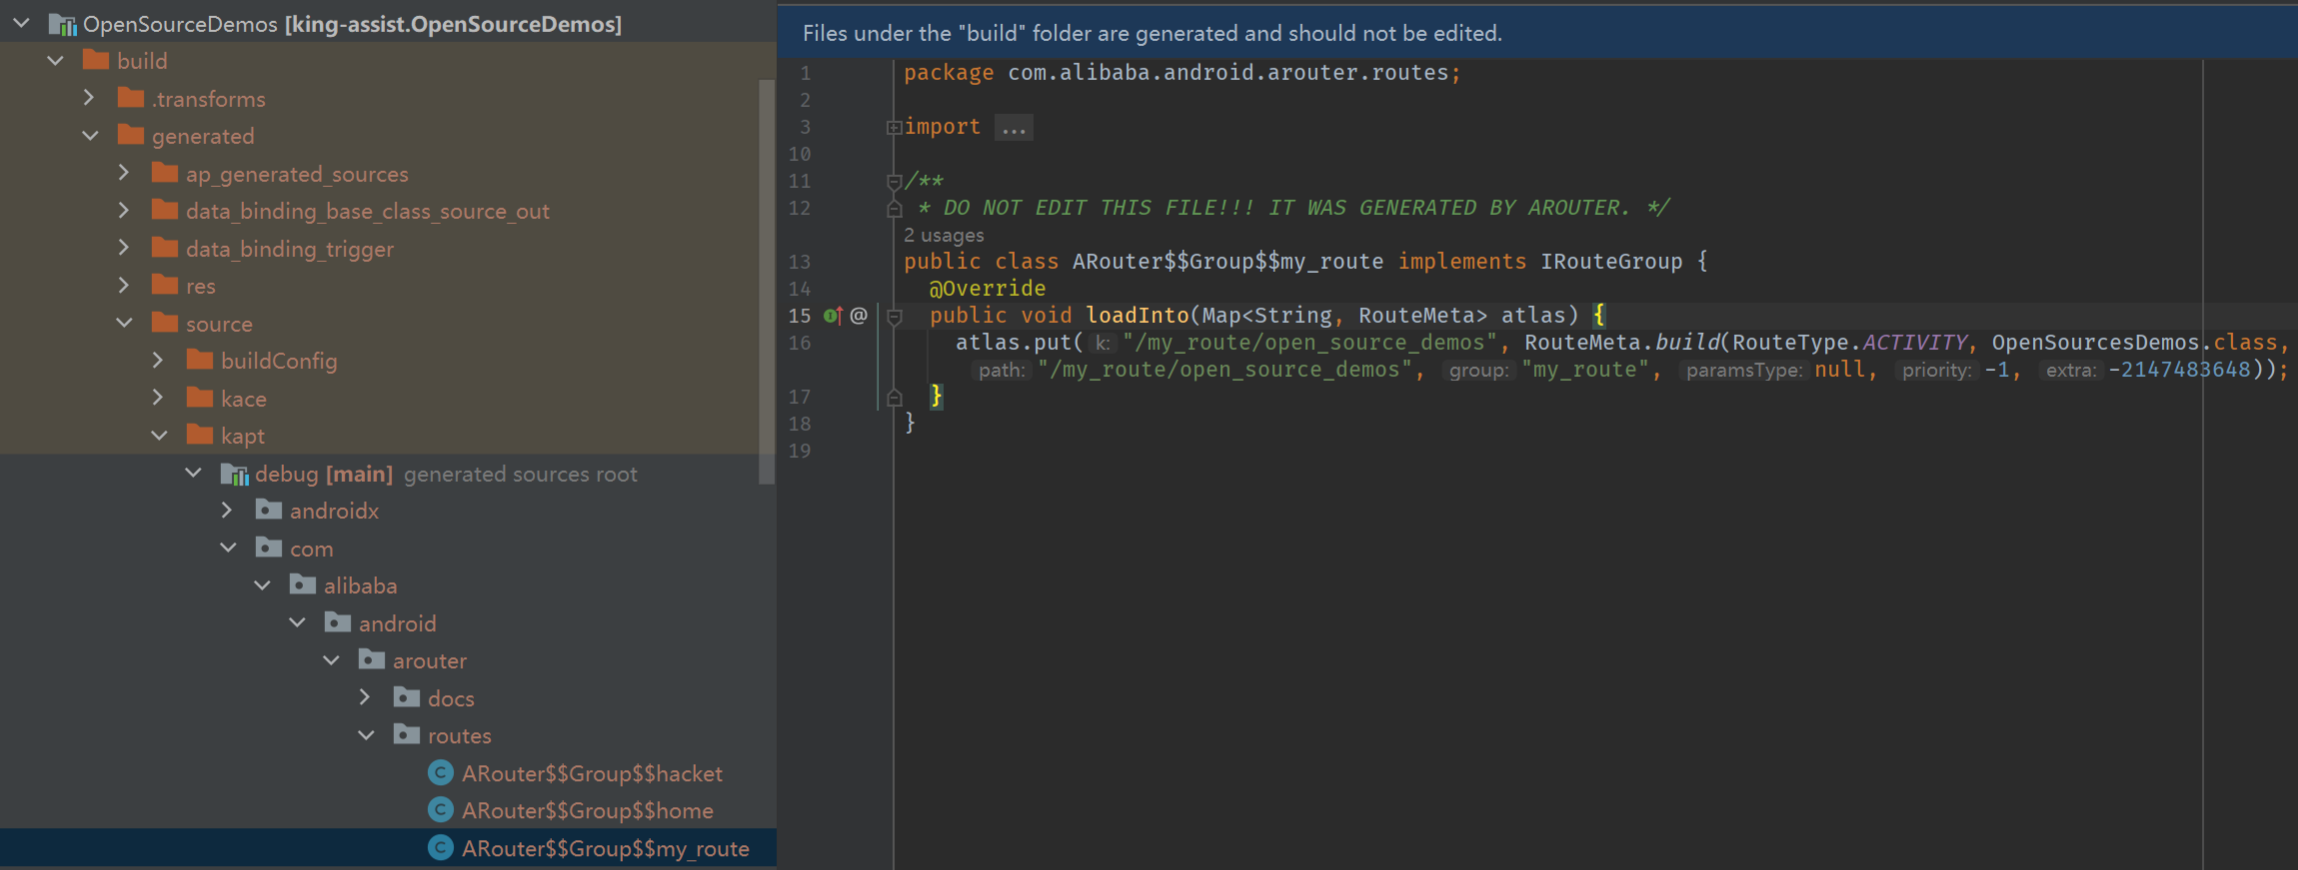 OpenSourceDemos [king-assist.OpenSourceDemos]
build
.transforms
generated
ap_generated_sources
data_binding_base_class_source_out
data_binding_trigger
res
source
buildConfig
kace
kapt
debug [main] generated sources root
androidx
com
alibaba
android
arouter
docs
routes
ARouter$$Group$$hacket
ARouter$$Group$$home
ARouter$$Group$$my_route
Files under the "build" folder are generated and should not be edited.
1 package com.alibaba.android.arouter.routes;
2
3 import ...
10
11 /**
12 * DO NOT EDIT THIS FILE!!! IT WAS GENERATED BY AROUTER. */
2 usages
13 public class ARouter$$Group$$my_route implements IRouteGroup {
14 @Override
15 @ public void loadInto(Map<String, RouteMeta> atlas) {
16 atlas.put( k: "/my_route/open_source_demos", RouteMeta.build(RouteType.ACTIVITY, OpenSourcesDemos.class,
path: "/my_route/open_source_demos", group: "my_route", paramsType: null, priority: -1, extra: -2147483648));
17 }
18 }
19